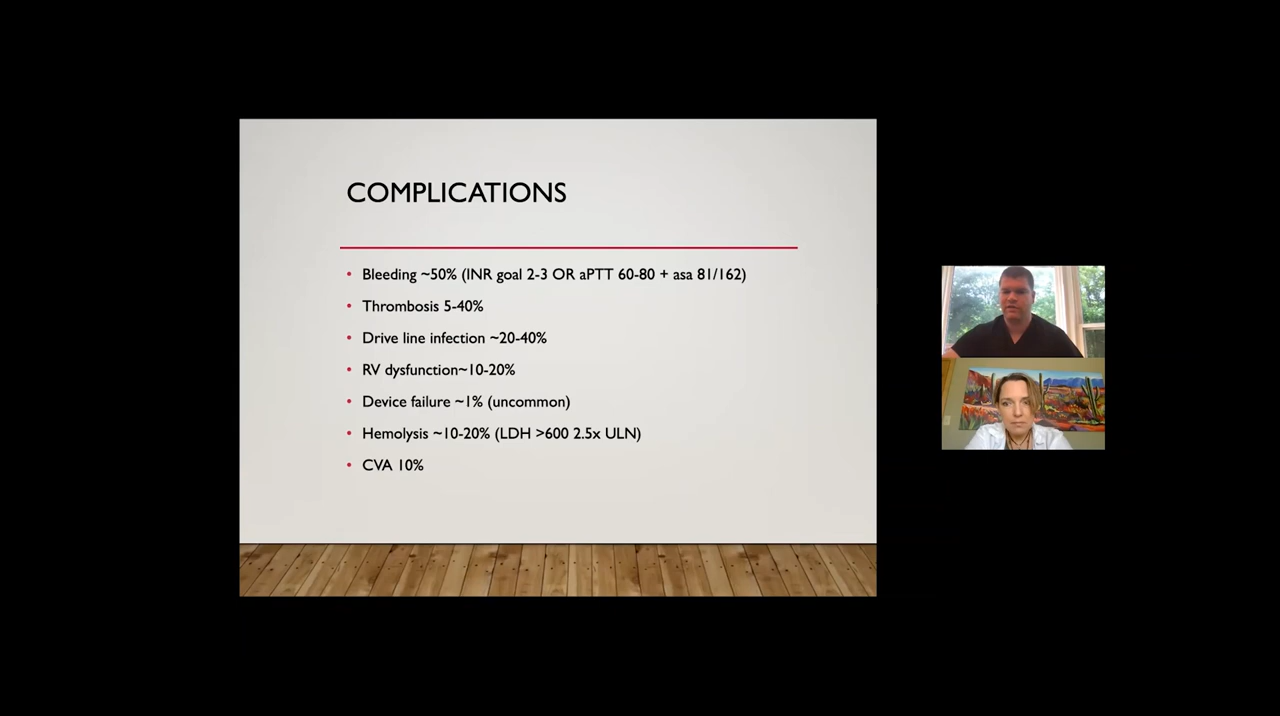 COMPLICATIONS
• Bleeding ~50% (INR goal 2-3 OR aPTT 60-80 + asa 81/162)
• Thrombosis 5-40%
• Drive line infection ~20-40%
• RV dysfunction~10-20%
• Device failure ~1% (uncommon)
• Hemolysis ~10-20% (LDH >600 2.5x ULN)
• CVA 10%